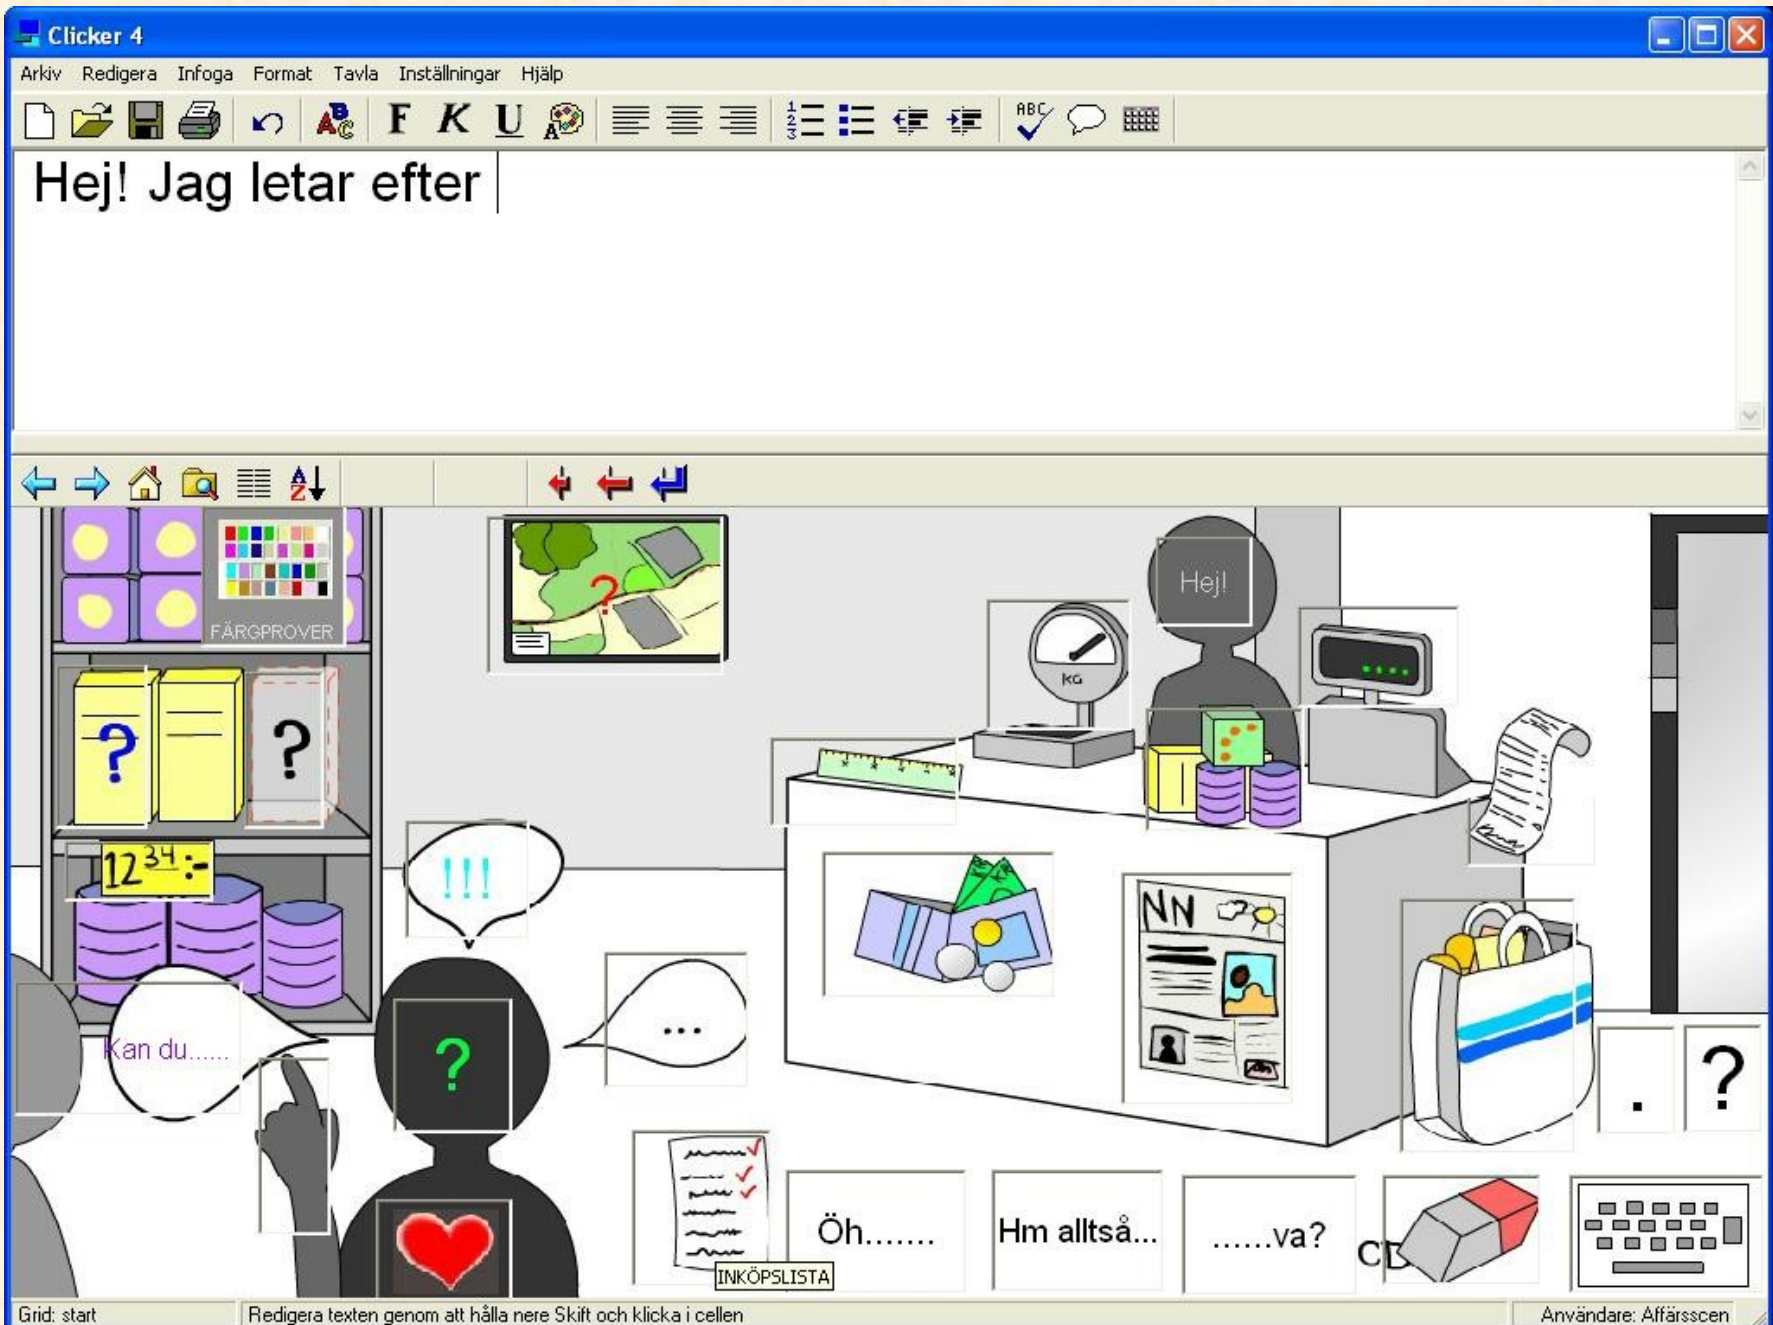 Clicker 4
Arkiv Redigera Infoga Format Tavla Inställningar Hjälp
F K U ABC
Hej! Jag letar efter
FÄRGPROVER
?
Hej!
KG
? ?
12 34 :-
!!!
NN ?
...
Kan du......
?
. ?
Öh....... Hm alltså... ......va? CD
INKÖPSLISTA
Grid: start Redigera texten genom att hålla nere Skift och klicka i cellen Användare: Affärsscen